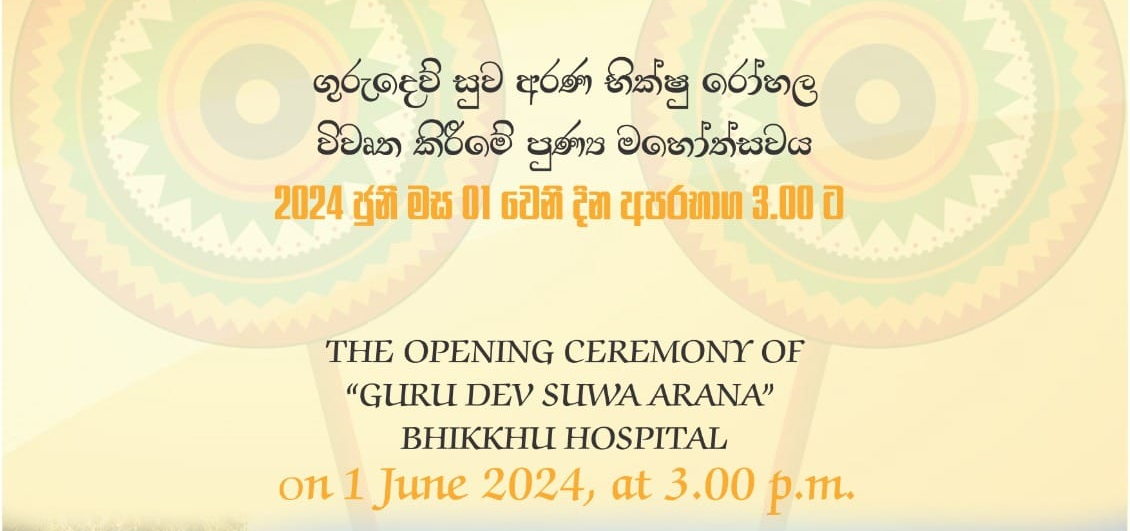 ගුරුදෙව් සුව අරණ භික්ෂු රෝහල
විවෘත කිරීමේ පුණ්‍ය මහෝත්සවය
2024 ජුනි මස 01 වෙනි දින අපරභාග 3.00 ට
THE OPENING CEREMONY OF
“GURU DEV SUWA ARANA”
BHIKKHU HOSPITAL
on 1 June 2024, at 3.00 p.m.